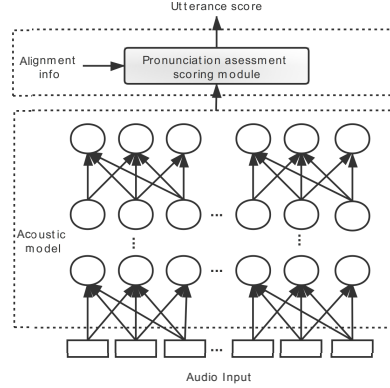 Utterance score
Alignment
info
Pronunciation asessment
scoring module
...
Acoustic
model
...
Audio Input